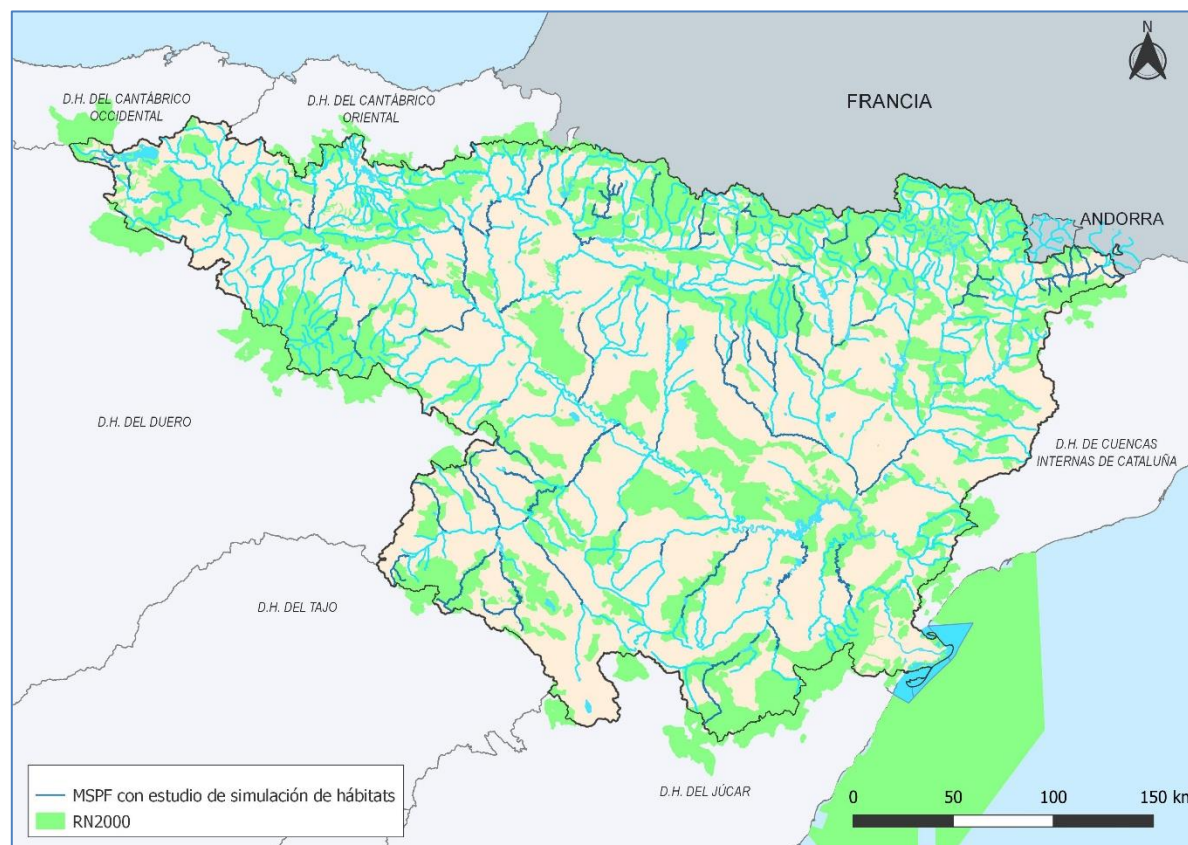 N
D.H. DEL CANTÁBRICO
OCCIDENTAL
D.H. DEL CANTÁBRICO
ORIENTAL
FRANCIA
ANDORRA
D.H. DEL DUERO
D.H. DE CUENCAS
INTERNAS DE CATALUÑA
D.H. DEL TAJO
D.H. DEL JÚCAR
MSPF con estudio de simulación de hábitats
RN2000
0 50 100 150 km